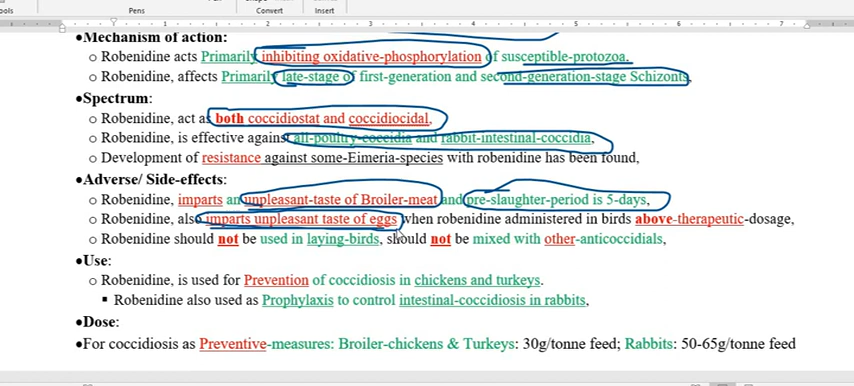 ools
Pens
Convert
Insert
1 2 3 4 5 6 7
•Mechanism of action:
o Robenidine acts Primarily inhibiting oxidative-phosphorylation of susceptible-protozoa.
o Robenidine, affects Primarily late-stage of first-generation and second-generation-stage Schizonts,
•Spectrum:
o Robenidine, act as both coccidiostat and coccidiocidal,
o Robenidine, is effective against all-poultry-coccidia and rabbit-intestinal-coccidia,
o Development of resistance against some-Eimeria-species with robenidine has been found,
•Adverse/ Side-effects:
o Robenidine, imparts an unpleasant-taste of Broiler-meat and pre-slaughter-period is 5-days,
o Robenidine, also imparts unpleasant taste of eggs when robenidine administered in birds above-therapeutic-dosage,
o Robenidine should not be used in laying-birds, should not be mixed with other-anticoccidials,
•Use:
o Robenidine, is used for Prevention of coccidiosis in chickens and turkeys.
▪ Robenidine also used as Prophylaxis to control intestinal-coccidiosis in rabbits,
•Dose:
•For coccidiosis as Preventive-measures: Broiler-chickens & Turkeys: 30g/tonne feed; Rabbits: 50-65g/tonne feed